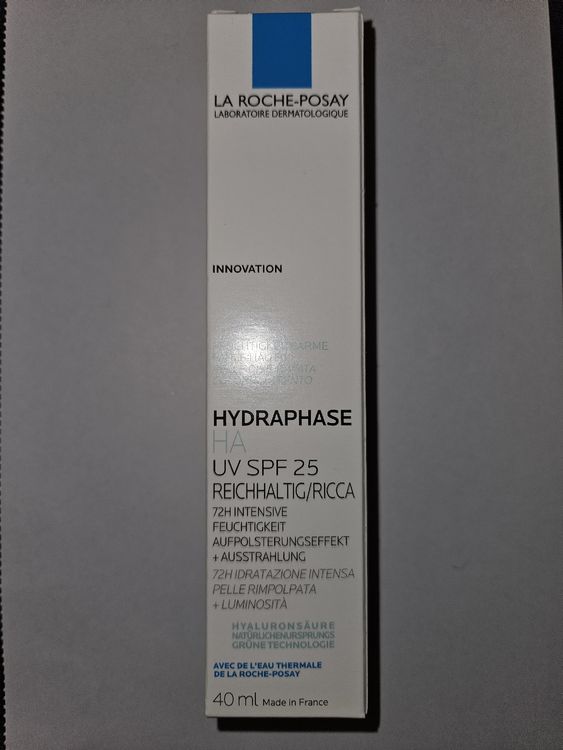 LA ROCHE-POSAY
LABORATOIRE DERMATOLOGIQUE
INNOVATION
HYDRAPHASE
HA
UV SPF 25
REICHHALTIG/RICCA
72H INTENSIVE
FEUCHTIGKEIT
AUFPOLSTERUNGSEFFEKT
+ AUSSTRAHLUNG
72H IDRATAZIONE INTENSA
PELLE RIMPOLPATA
+ LUMINOSITÀ
HYALURONSÄURE
NATÜRLICHENURSPRUNGS
GRÜNE TECHNOLOGIE
AVEC DE L'EAU THERMALE
DE LA ROCHE-POSAY
40 ml Made in France